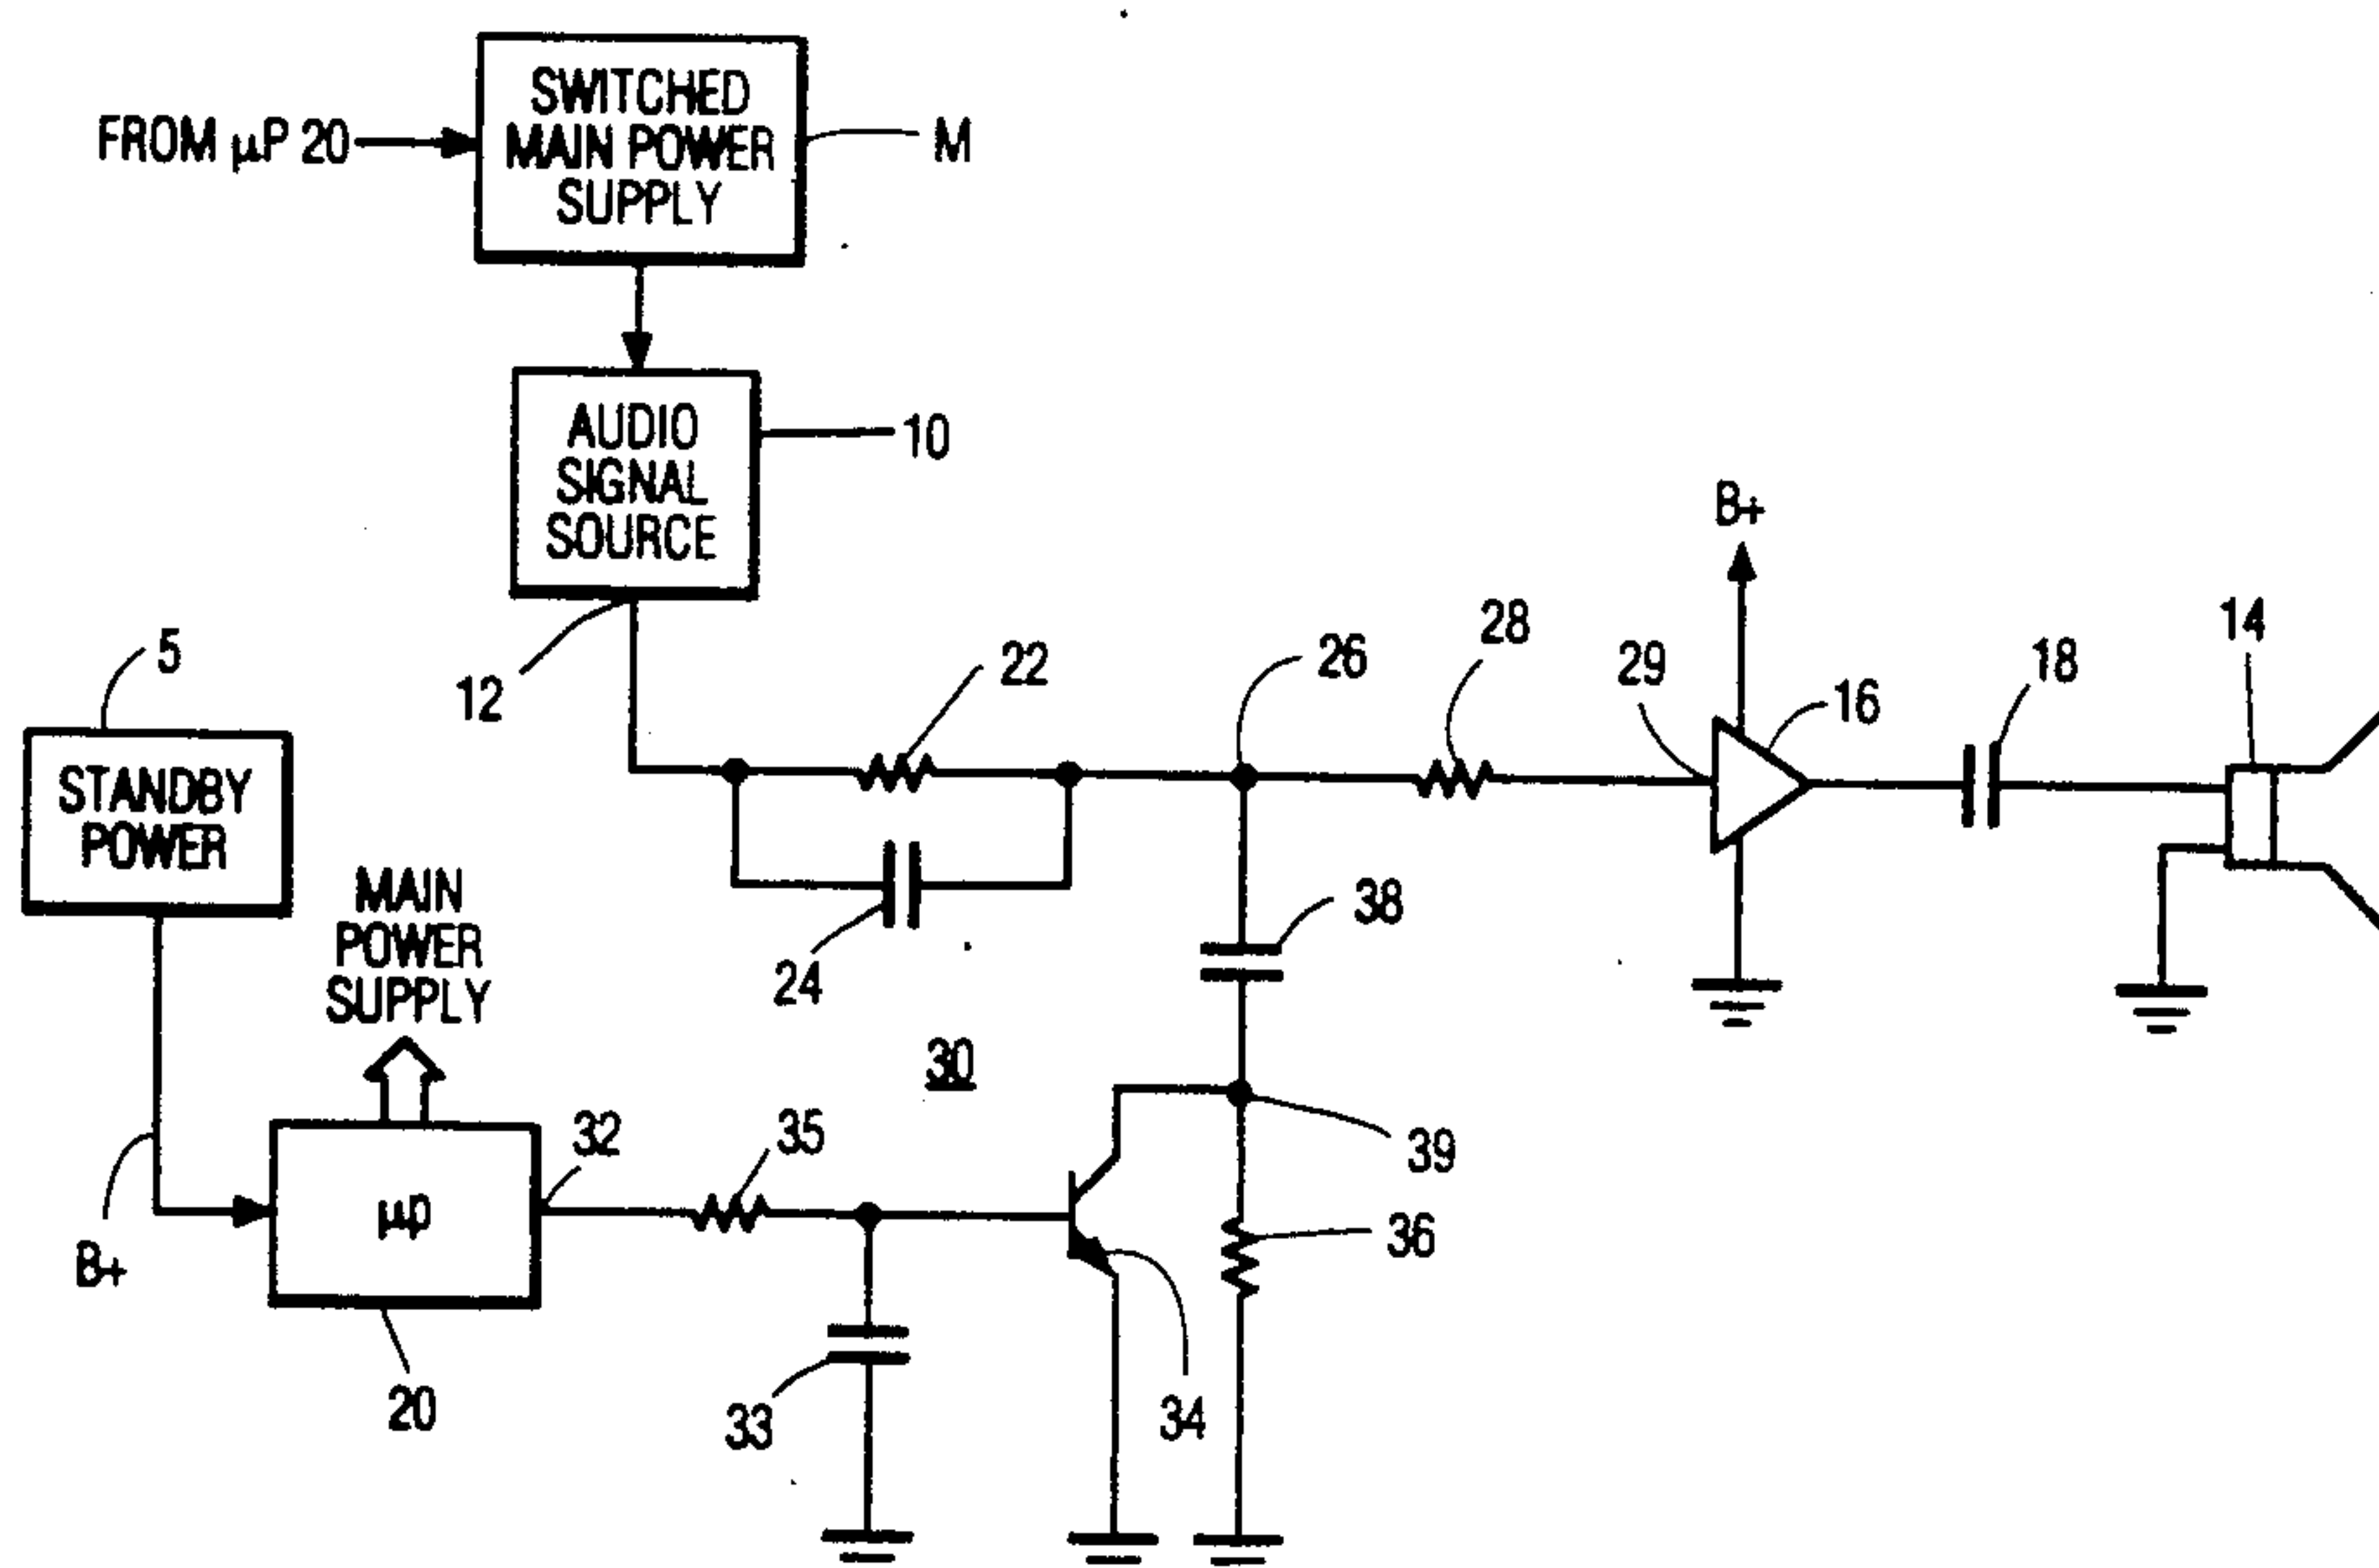 SWITCHED
MAIN POWER
SUPPLY
FROM µP 20
M
AUDIO
SIGNAL
SOURCE
10
B+
5
12
22
26
28
29
16
18
14
STANDBY
POWER
MAIN
POWER
SUPPLY
24
38
30
32
35
39
µp
B+
36
20
33
34